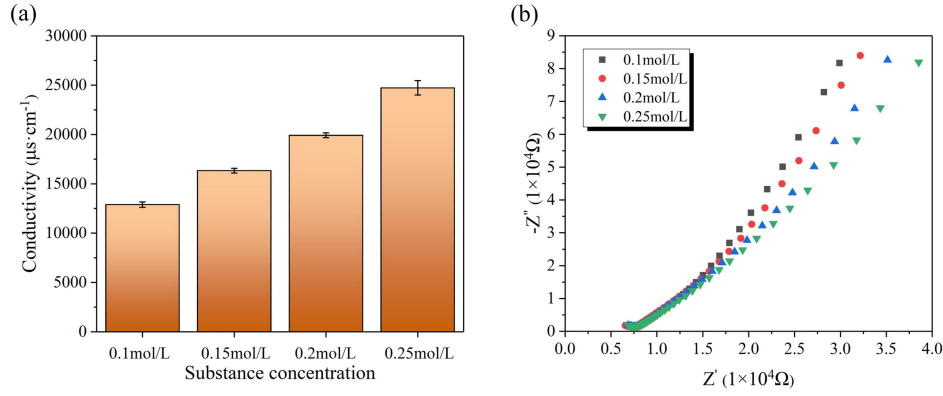 (a)
Conductivity (μs·cm⁻¹)
30000
25000
20000
15000
10000
5000
0
0.1mol/L 0.15mol/L 0.2mol/L 0.25mol/L
Substance concentration
(b)
-Z" (1×10⁴Ω)
9
8
7
6
5
4
3
2
1
0
0.1mol/L
0.15mol/L
0.2mol/L
0.25mol/L
0.0 0.5 1.0 1.5 2.0 2.5 3.0 3.5 4.0
Z' (1×10⁴Ω)